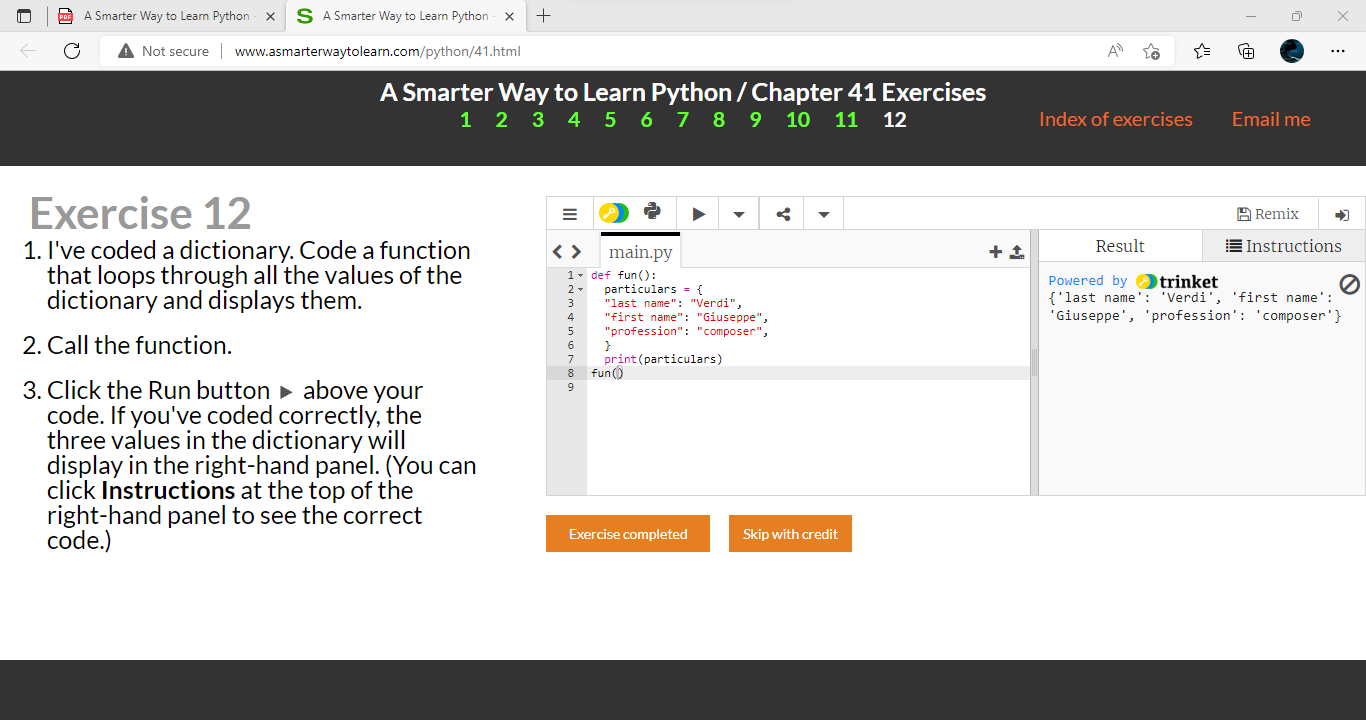 A Smarter Way to Learn Python -
A Smarter Way to Learn Python -
Not secure
www.asmarterwaytolearn.com/python/41.html
A Smarter Way to Learn Python / Chapter 41 Exercises
1 2 3 4 5 6 7 8 9 10 11 12
Index of exercises Email me
Exercise 12
1. I've coded a dictionary. Code a function
that loops through all the values of the
dictionary and displays them.
2. Call the function.
3. Click the Run button ▶ above your
code. If you've coded correctly, the
three values in the dictionary will
display in the right-hand panel. (You can
click Instructions at the top of the
right-hand panel to see the correct
code.)
Remix
main.py
1 def fun():
2 particulars = {
3 "last name": "Verdi",
4 "first name": "Giuseppe",
5 "profession": "composer",
6 }
7 print(particulars)
8 fun()
9
Result Instructions
Powered by trinket
{'last name': 'Verdi', 'first name':
'Giuseppe', 'profession': 'composer'}
Exercise completed
Skip with credit